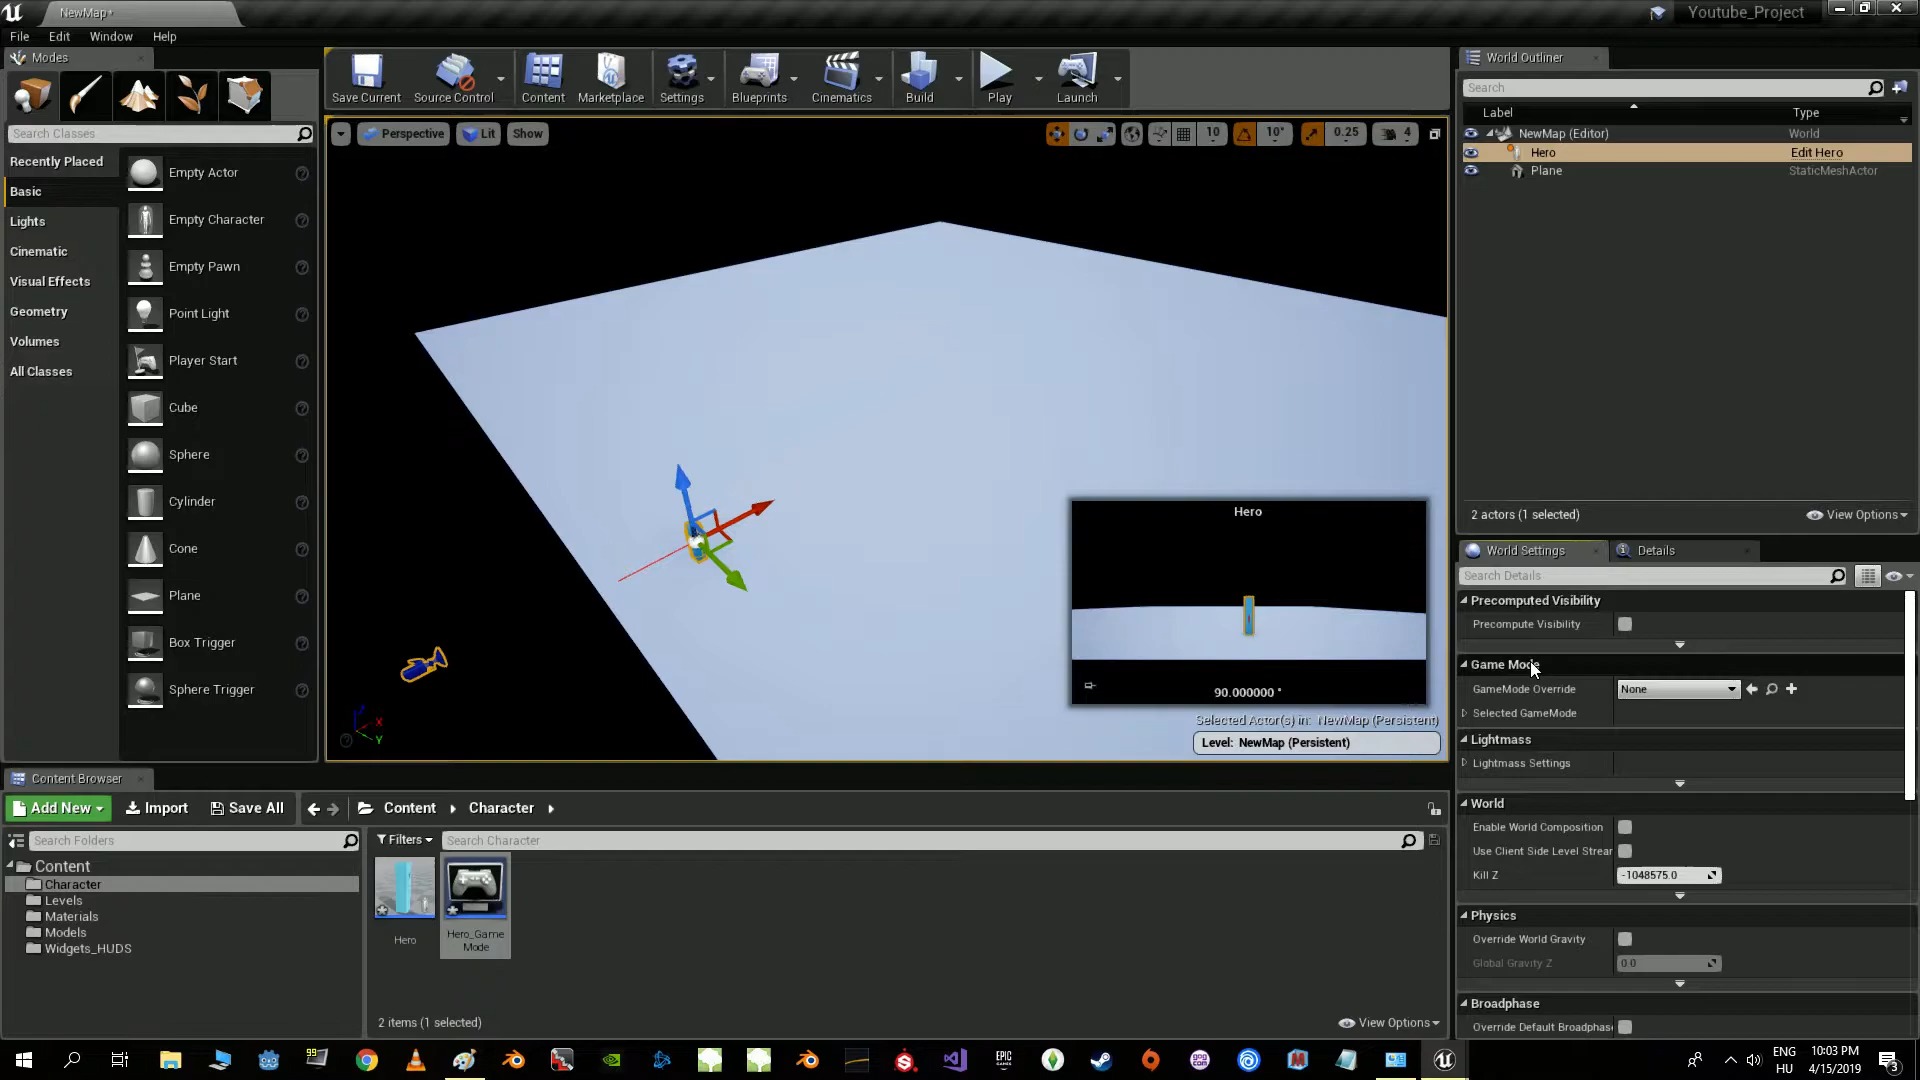 NewMap*
Youtube_Project
File Edit Window Help
Modes
Search Classes
Recently Placed
Basic
Lights
Cinematic
Visual Effects
Geometry
Volumes
All Classes
Empty Actor
Empty Character
Empty Pawn
Point Light
Player Start
Cube
Sphere
Cylinder
Cone
Plane
Box Trigger
Sphere Trigger
Save Current Source Control Content Marketplace Settings Blueprints Cinematics Build Play Launch
Perspective Lit Show
10 10° 0.25 4
Hero
90.000000 °
Selected Actor(s) in: NewMap (Persistent)
Level: NewMap (Persistent)
X
Y
World Outliner
Search
Label Type
NewMap (Editor) World
Hero Edit Hero
Plane StaticMeshActor
2 actors (1 selected) View Options
World Settings Details
Search Details
Precomputed Visibility
Precompute Visibility
Game Mode
GameMode Override None
Selected GameMode
Lightmass
Lightmass Settings
World
Enable World Composition
Use Client Side Level Strear
Kill Z -1048575.0
Physics
Override World Gravity
Global Gravity Z 0.0
Broadphase
Override Default Broadphase
Content Browser
Add New Import Save All Content Character
Search Folders
Filters Search Character
Content
Character
Levels
Materials
Models
Widgets_HUDS
Hero
Hero_Game
Mode
2 items (1 selected) View Options
99
EPIC
GAMES
gog
COM
ENG
HU
10:03 PM
4/15/2019
3